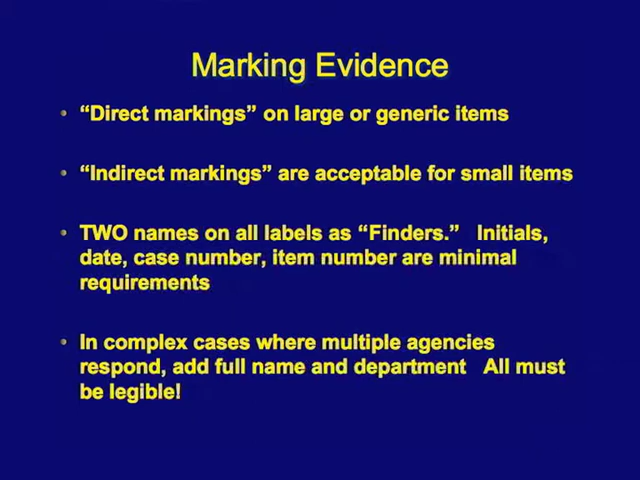 Marking Evidence
• “Direct markings” on large or generic items
• “Indirect markings” are acceptable for small items
• TWO names on all labels as “Finders.” Initials,
date, case number, item number are minimal
requirements
• In complex cases where multiple agencies
respond, add full name and department All must
be legible!